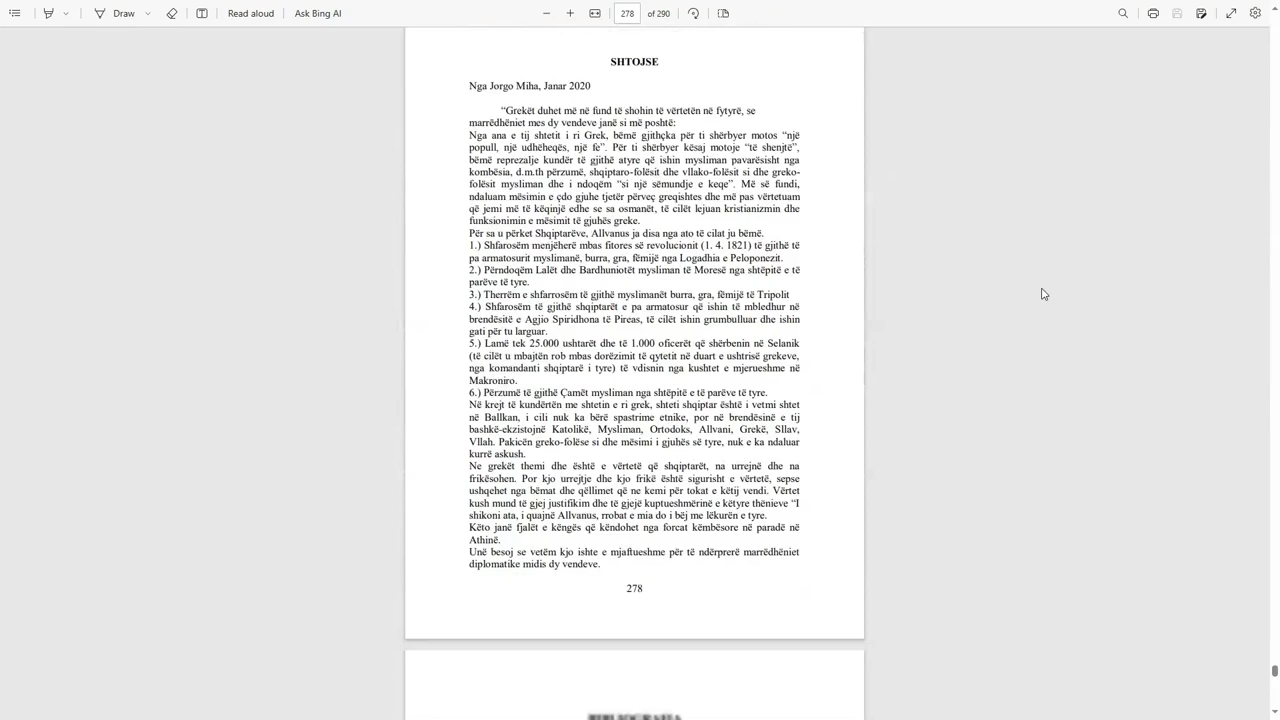 Draw
Read aloud
Ask Bing AI
278
of 290
SHTOJSE
Nga Jorgo Miha, Janar 2020
“Grekët duhet më në fund të shohin të vërtetën në fytyrë, se
marrëdhëniet mes dy vendeve janë si më poshtë:
Nga ana e tij shtetit i ri Grek, bëmë gjithçka për ti shërbyer motos “një
popull, një udhëheqës, një fe”. Për ti shërbyer kësaj motoje “të shenjtë”,
bëmë reprezalje kundër të gjithë atyre që ishin mysliman pavarësisht nga
kombësia, d.m.th përzumë, shqiptaro-folësit dhe vllako-folësit si dhe greko-
folësit mysliman dhe i ndoqëm “si një sëmundje e keqe”. Më së fundi,
ndaluam mësimin e çdo gjuhe tjetër përveç greqishtes dhe më pas vërtetuam
që jemi më të këqinjë edhe se sa osmanët, të cilët lejuan kristianizmin dhe
funksionimin e mësimit të gjuhës greke.
Për sa u përket Shqiptarëve, Allvanus ja disa nga ato të cilat ju bëmë.
1.) Shfarosëm menjëherë mbas fitores së revolucionit (1. 4. 1821) të gjithë të
pa armatosurit myslimanë, burra, gra, fëmijë nga Logadhia e Peloponezit.
2.) Përndoqëm Lalët dhe Bardhuniotët mysliman të Moresë nga shtëpitë e të
parëve të tyre.
3.) Therrëm e shfarrosëm të gjithë myslimanët burra, gra, fëmijë të Tripolit
4.) Shfarosëm të gjithë shqiptarët e pa armatosur që ishin të mbledhur në
brendësitë e Agjio Spiridhona të Pireas, të cilët ishin grumbulluar dhe ishin
gati për tu larguar.
5.) Lamë tek 25.000 ushtarët dhe të 1.000 oficerët që shërbenin në Selanik
(të cilët u mbajtën rob mbas dorëzimit të qytetit në duart e ushtrisë grekeve,
nga komandanti shqiptarë i tyre) të vdisnin nga kushtet e mjerueshme në
Makroniro.
6.) Përzumë të gjithë Çamët mysliman nga shtëpitë e të parëve të tyre.
Në krejt të kundërtën me shtetin e ri grek, shteti shqiptar është i vetmi shtet
në Ballkan, i cili nuk ka bërë spastrime etnike, por në brendësinë e tij
bashkë-ekzistojnë Katolikë, Mysliman, Ortodoks, Allvani, Grekë, Sllav,
Vllah. Pakicën greko-folëse si dhe mësimi i gjuhës së tyre, nuk e ka ndaluar
kurrë askush.
Ne grekët themi dhe është e vërtetë që shqiptarët, na urrejnë dhe na
frikësohen. Por kjo urrejtje dhe kjo frikë është sigurisht e vërtetë, sepse
ushqehet nga bëmat dhe qëllimet që ne kemi për tokat e këtij vendi. Vërtet
kush mund të gjej justifikim dhe të gjejë kuptueshmërinë e këtyre thënieve “I
shikoni ata, i quajnë Allvanus, rrobat e mia do i bëj me lëkurën e tyre.
Këto janë fjalët e këngës që këndohet nga forcat këmbësore në paradë në
Athinë.
Unë besoj se vetëm kjo ishte e mjaftueshme për të ndërprerë marrëdhëniet
diplomatike midis dy vendeve.
278
BIBLIOGRAFIA